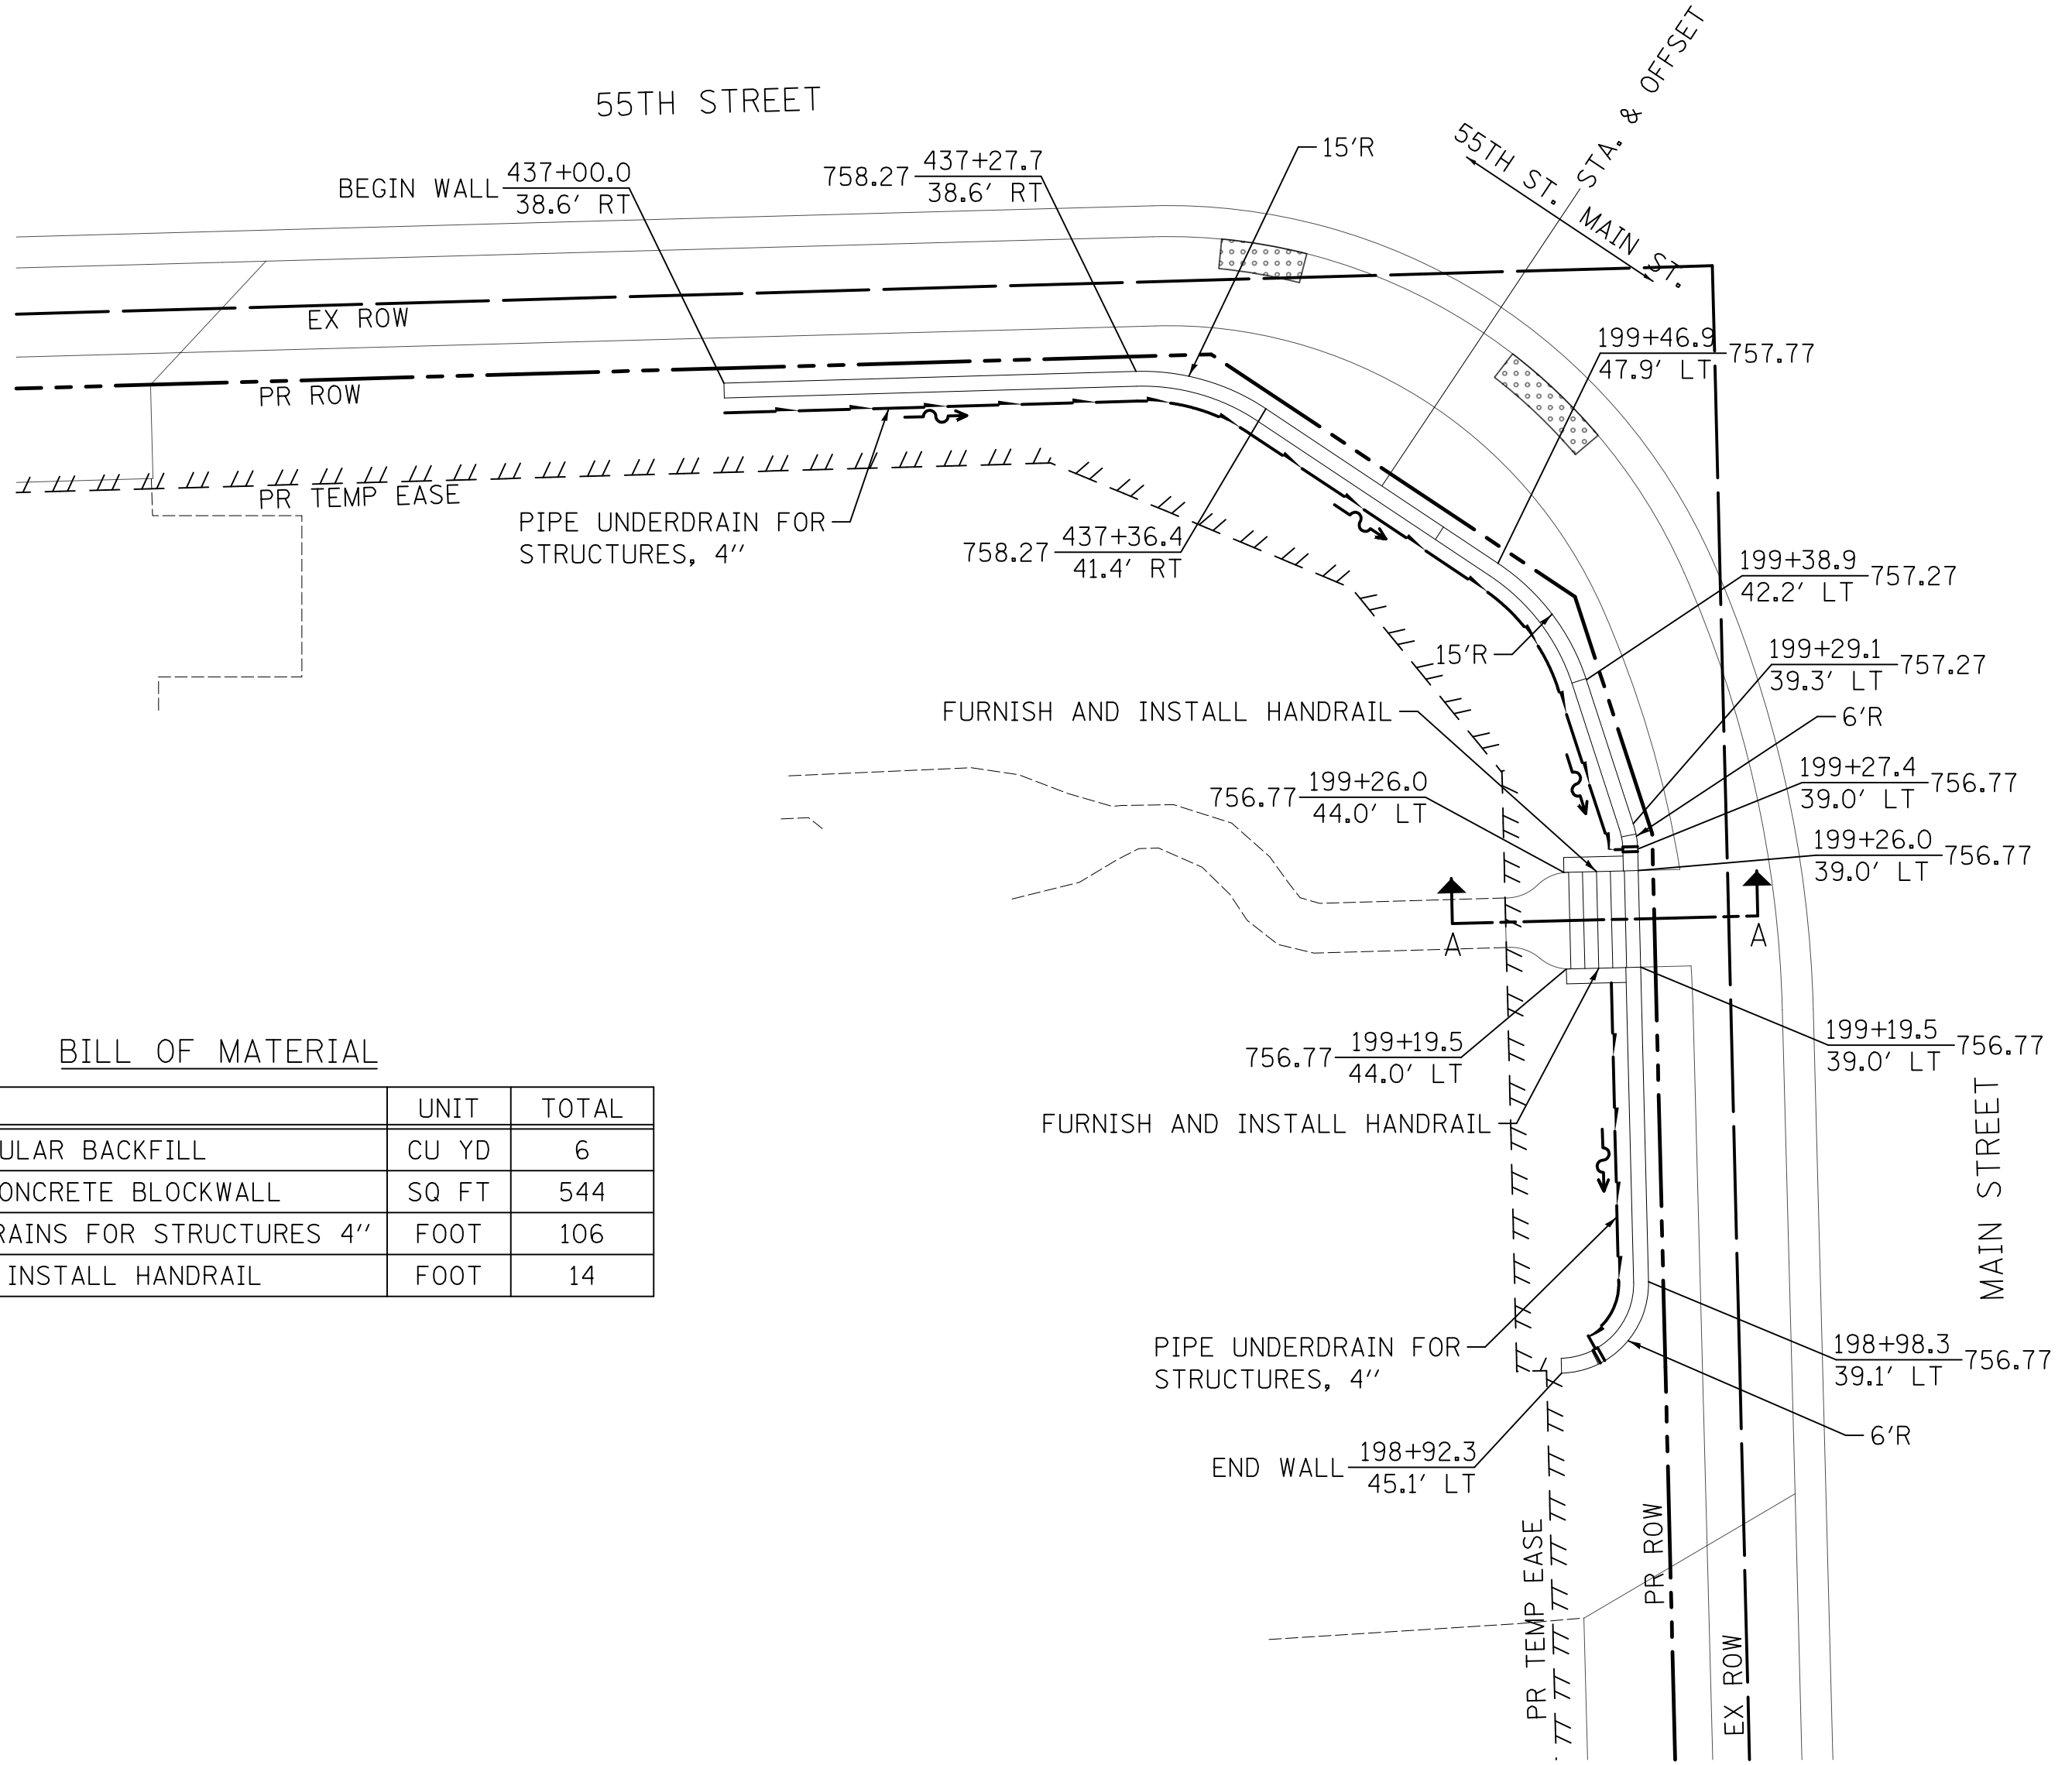 55TH STREET
STA. & OFFSET
55TH ST. MAIN ST.
BEGIN WALL 437+00.0
38.6' RT
758.27 437+27.7
38.6' RT
15'R
EX ROW
PR ROW
PR TEMP EASE
199+46.9 757.77
47.9' LT
PIPE UNDERDRAIN FOR
STRUCTURES, 4"
758.27 437+36.4
41.4' RT
199+38.9 757.27
42.2' LT
15'R
199+29.1 757.27
39.3' LT
FURNISH AND INSTALL HANDRAIL
6'R
756.77 199+26.0
44.0' LT
199+27.4 756.77
39.0' LT
199+26.0 756.77
39.0' LT
A
A
756.77 199+19.5
44.0' LT
199+19.5 756.77
39.0' LT
FURNISH AND INSTALL HANDRAIL
MAIN STREET
BILL OF MATERIAL
UNIT TOTAL
ULAR BACKFILL CU YD 6
ONCRETE BLOCKWALL SQ FT 544
RAINS FOR STRUCTURES 4" FOOT 106
INSTALL HANDRAIL FOOT 14
PIPE UNDERDRAIN FOR
STRUCTURES, 4"
198+98.3 756.77
39.1' LT
6'R
END WALL 198+92.3
45.1' LT
PR TEMP EASE
PR ROW
EX ROW